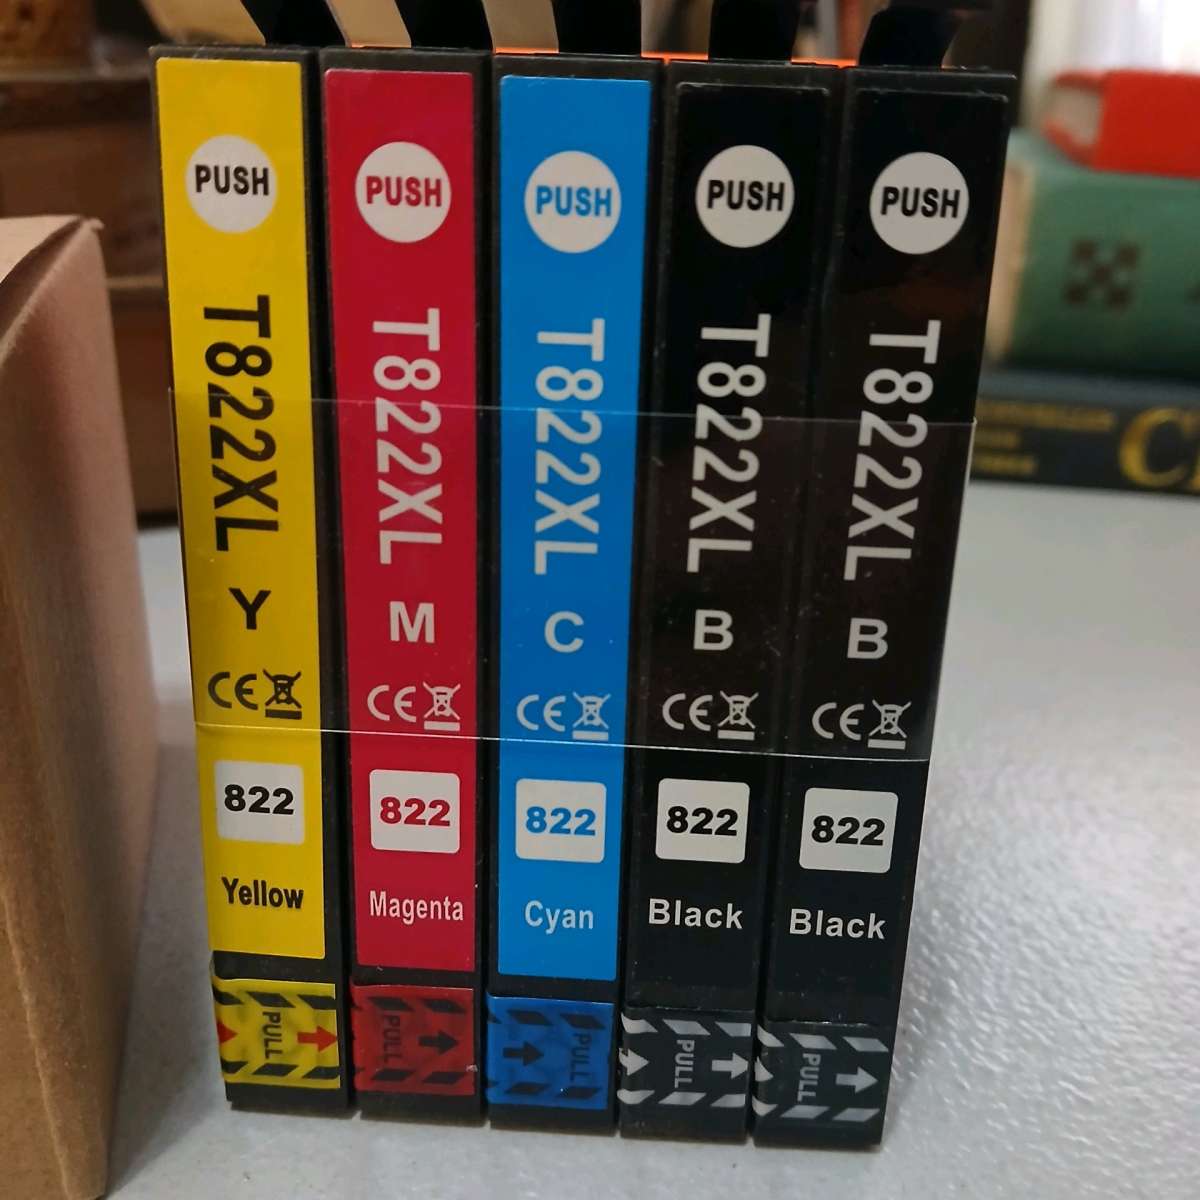 PUSH
T822XL
Y
CE
822
Yellow
PULL
PUSH
T822XL
M
CE
822
Magenta
PULL
PUSH
T822XL
C
CE
822
Cyan
PULL
PUSH
T822XL
B
CE
822
Black
PULL
PUSH
T822XL
B
CE
822
Black
PULL